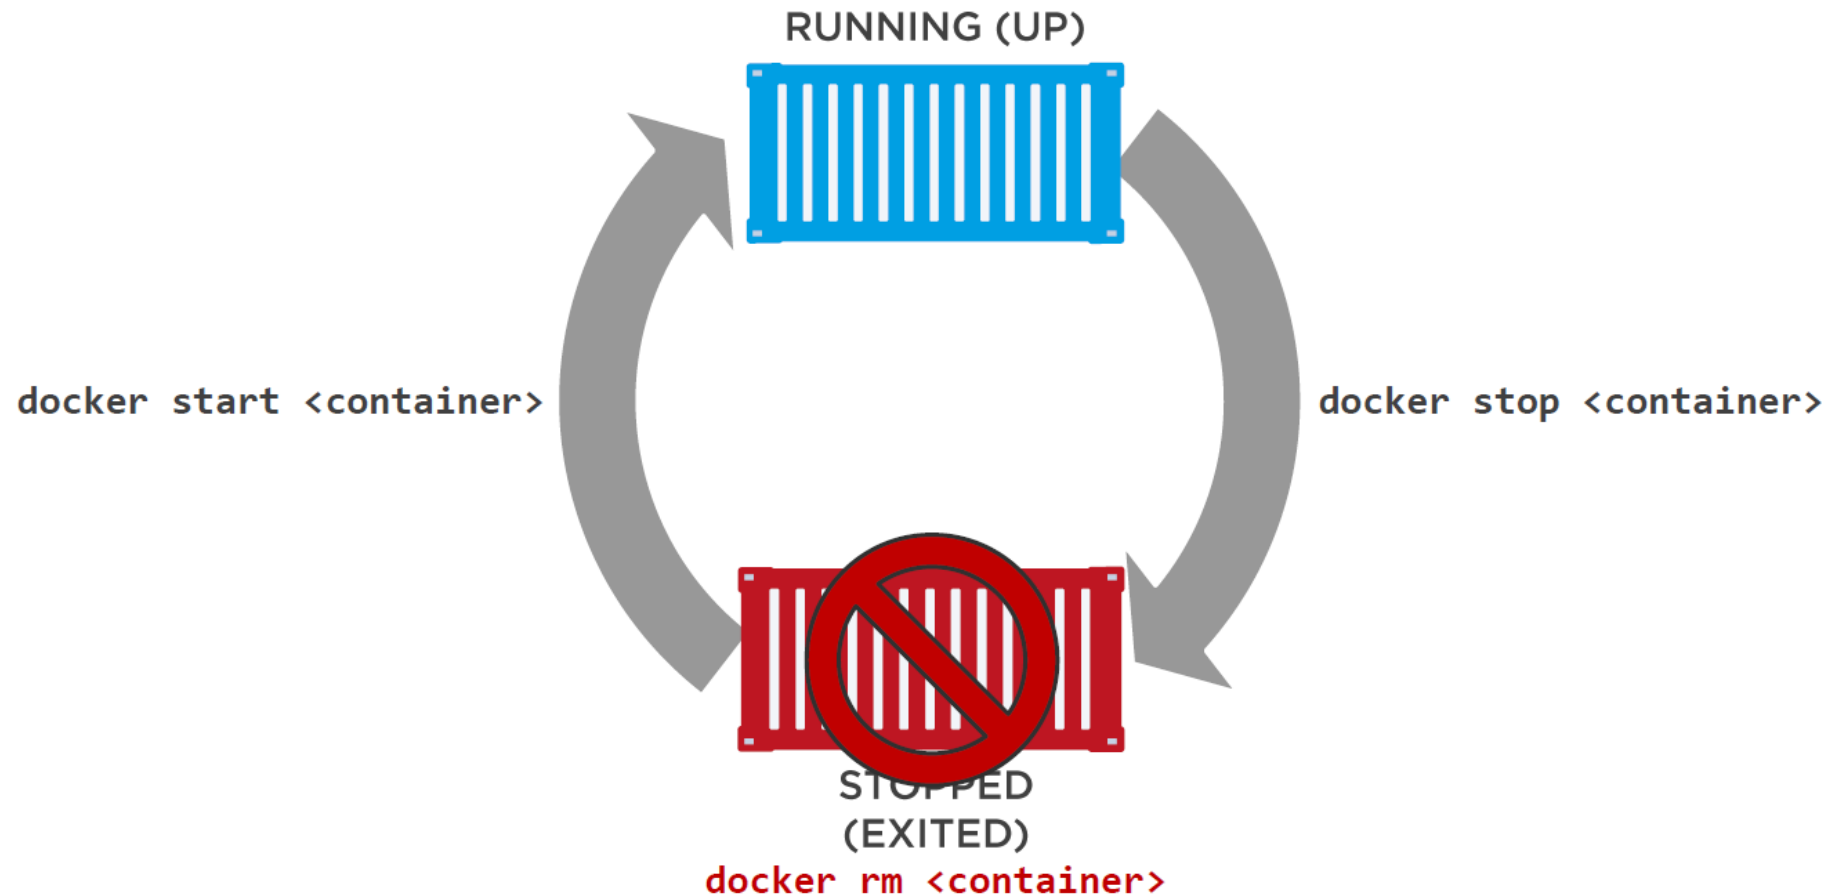 RUNNING (UP)
docker start <container>
docker stop <container>
STOPPED
(EXITED)
docker rm <container>